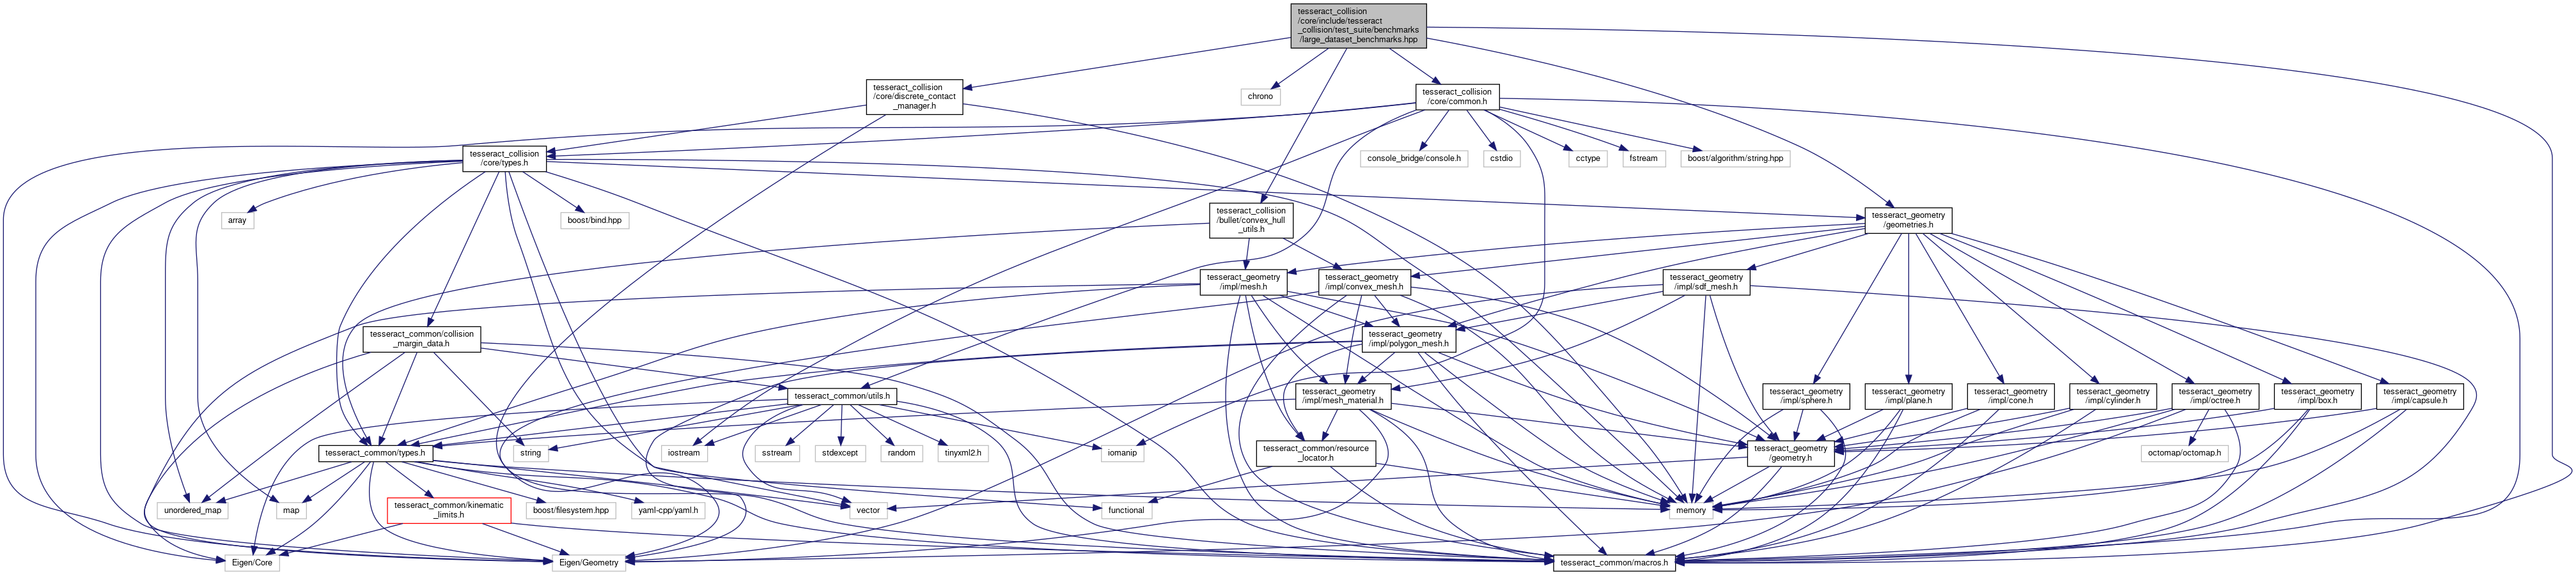 tesseract_collision
/core/include/tesseract
_collision/test_suite/benchmarks
/large_dataset_benchmarks.hpp
tesseract_collision
/core/discrete_contact
_manager.h
chrono
tesseract_collision
/core/common.h
tesseract_collision
/core/types.h
console_bridge/console.h
cstdio
cctype
fstream
boost/algorithm/string.hpp
array
boost/bind.hpp
tesseract_collision
/bullet/convex_hull
_utils.h
tesseract_geometry
/geometries.h
tesseract_geometry
/impl/mesh.h
tesseract_geometry
/impl/convex_mesh.h
tesseract_geometry
/impl/sdf_mesh.h
tesseract_common/collision
_margin_data.h
tesseract_geometry
/impl/polygon_mesh.h
tesseract_common/utils.h
tesseract_geometry
/impl/mesh_material.h
tesseract_geometry
/impl/sphere.h
tesseract_geometry
/impl/plane.h
tesseract_geometry
/impl/cone.h
tesseract_geometry
/impl/cylinder.h
tesseract_geometry
/impl/octree.h
tesseract_geometry
/impl/box.h
tesseract_geometry
/impl/capsule.h
tesseract_common/types.h
string
iostream
sstream
stdexcept
random
tinyxml2.h
iomanip
tesseract_common/resource
_locator.h
tesseract_geometry
/geometry.h
octomap/octomap.h
unordered_map
map
tesseract_common/kinematic
_limits.h
boost/filesystem.hpp
yaml-cpp/yaml.h
vector
functional
memory
Eigen/Core
Eigen/Geometry
tesseract_common/macros.h